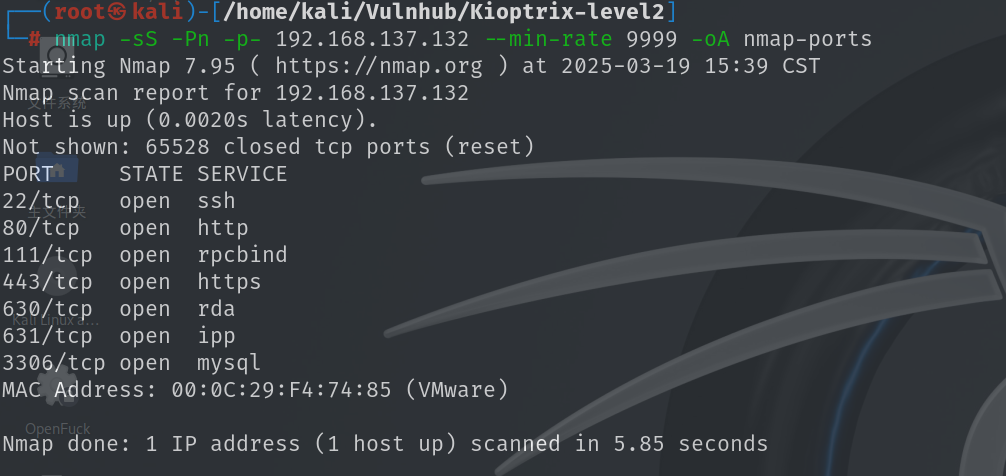 (root㉿kali)-[/home/kali/Vulnhub/Kioptrix-level2]
# nmap -sS -Pn -p- 192.168.137.132 --min-rate 9999 -oA nmap-ports
Starting Nmap 7.95 ( https://nmap.org ) at 2025-03-19 15:39 CST
Nmap scan report for 192.168.137.132
文件系统
Host is up (0.0020s latency).
Not shown: 65528 closed tcp ports (reset)
PORT STATE SERVICE
22/tcp open ssh
主文件夹
80/tcp open http
111/tcp open rpcbind
443/tcp open https
630/tcp open rda
Kali Linux a...
631/tcp open ipp
3306/tcp open mysql
MAC Address: 00:0C:29:F4:74:85 (VMware)
OpenFuck
Nmap done: 1 IP address (1 host up) scanned in 5.85 seconds